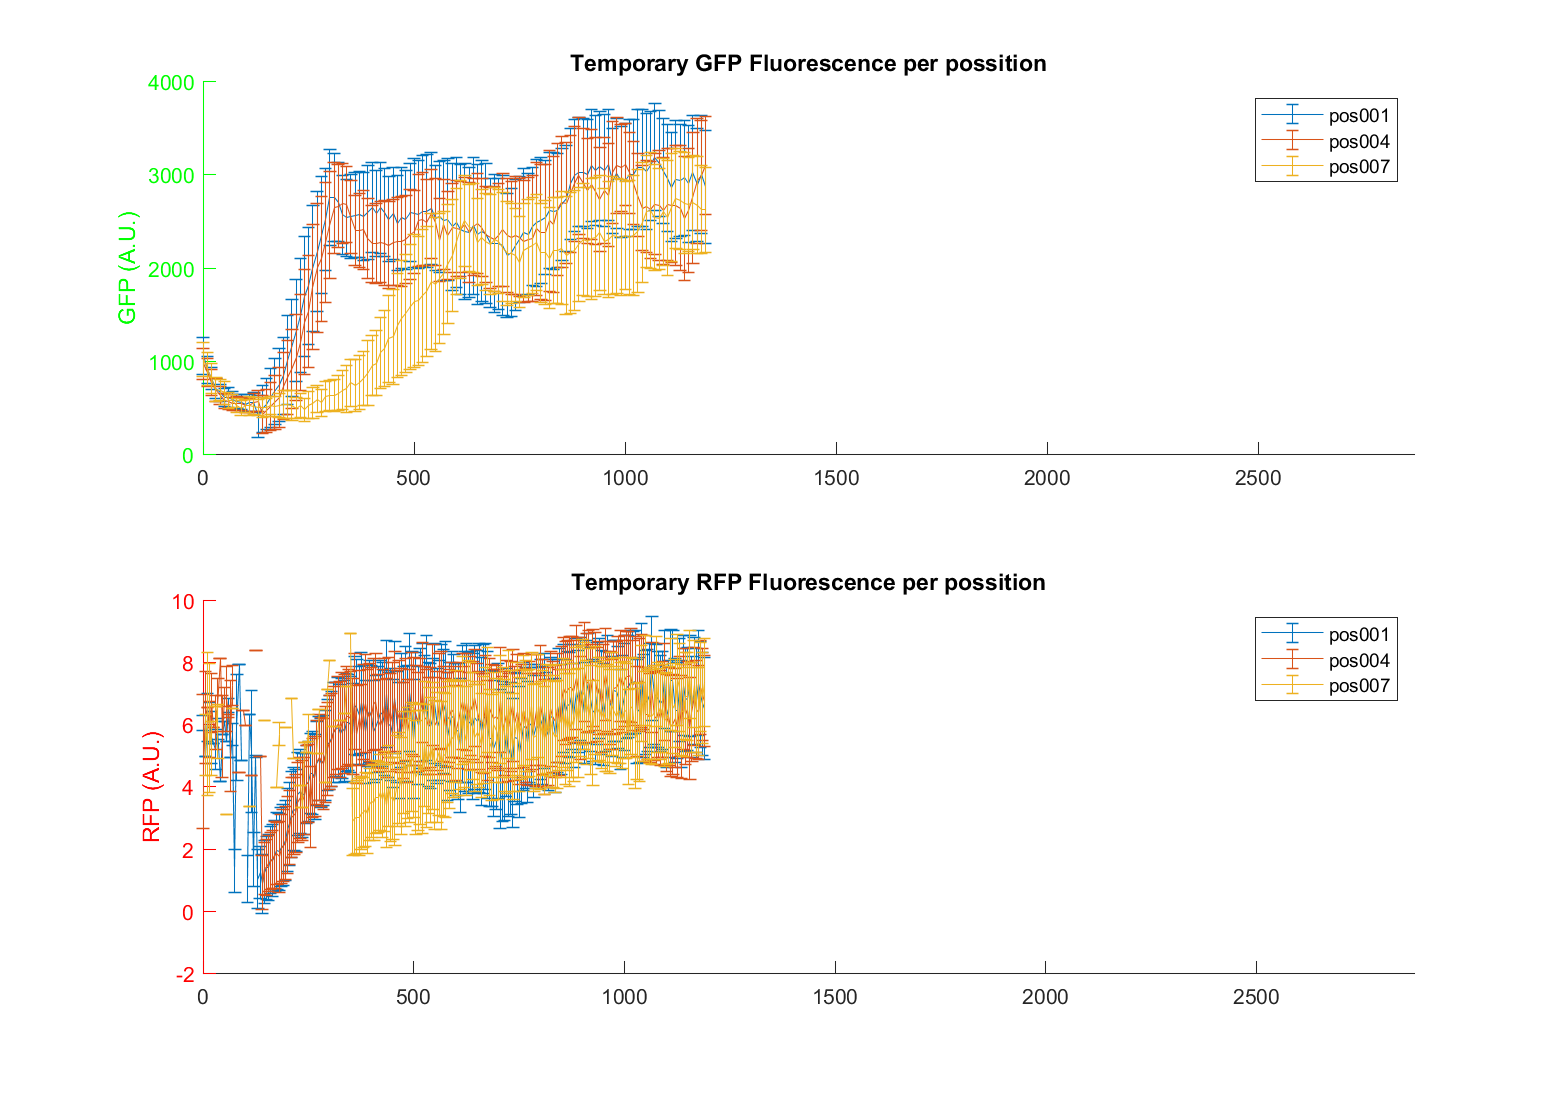 Temporary GFP Fluorescence per possition
4000
3000
2000
1000
0
GFP (A.U.)
0 500 1000 1500 2000 2500
pos001
pos004
pos007
Temporary RFP Fluorescence per possition
10
8
6
4
2
0
-2
RFP (A.U.)
0 500 1000 1500 2000 2500
pos001
pos004
pos007